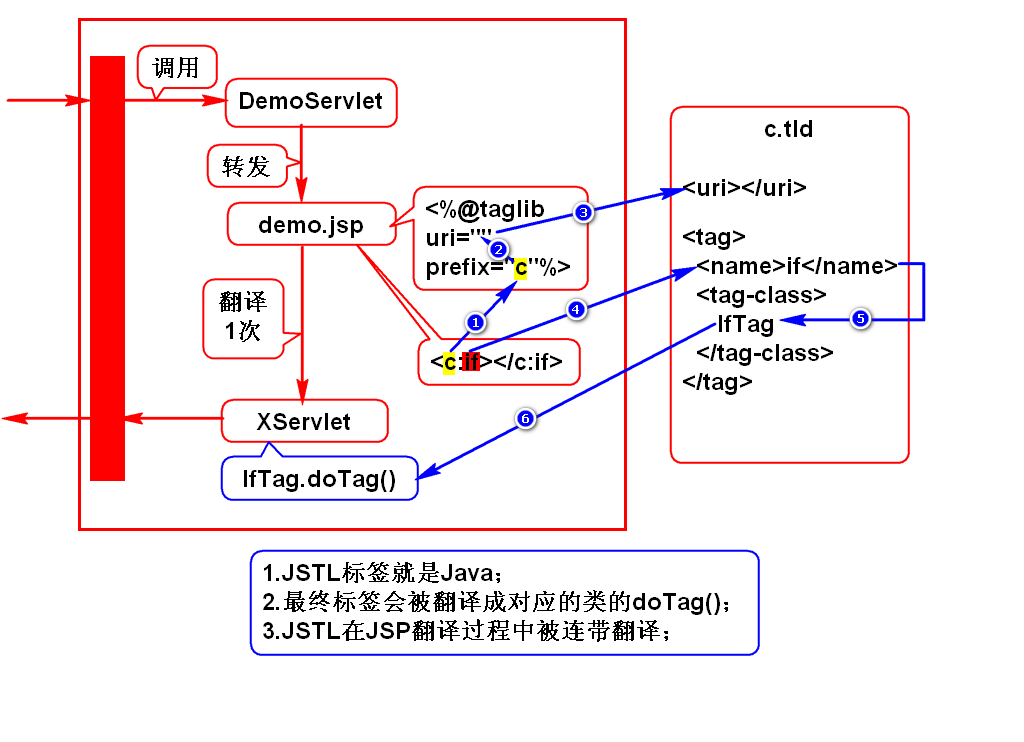 调用
DemoServlet
转发
demo.jsp
<%@taglib
uri=""
prefix="c"%>
翻译
1次
<c:if></c:if>
XServlet
IfTag.doTag()
1
2
3
4
5
6
c.tld
<uri></uri>
<tag>
<name>if</name>
<tag-class>
IfTag
</tag-class>
</tag>
1.JSTL标签就是Java；
2.最终标签会被翻译成对应的类的doTag()；
3.JSTL在JSP翻译过程中被连带翻译；